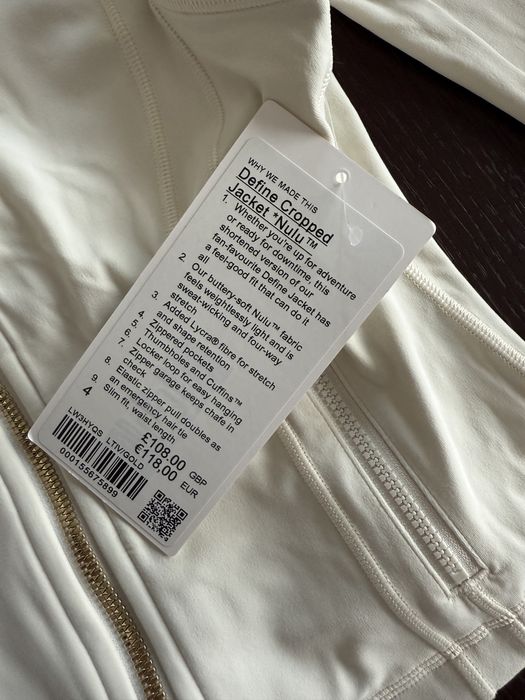 WHY WE MADE THIS
Define Cropped
Jacket *Nulu™
1. Whether you're up for adventure
or ready for downtime, this
shortened version of our
fan-favourite Define Jacket has
a feel-good fit that can do it
all
2. Our buttery-soft Nulu™ fabric
feels weightlessly light and is
sweat-wicking and four-way
stretch
3. Added Lycra® fibre for stretch
and shape retention
4. Zippered pockets
5. Thumbholes and Cuffins™
6. Locker loop for easy hanging
7. Zipper garage keeps chafe in
check
8. Elastic zipper pull doubles as
an emergency hair tie
9. Slim fit, waist length
4
LW3HYQS LTIV/GOLD
000155675899
£108.00 GBP
€118.00 EUR